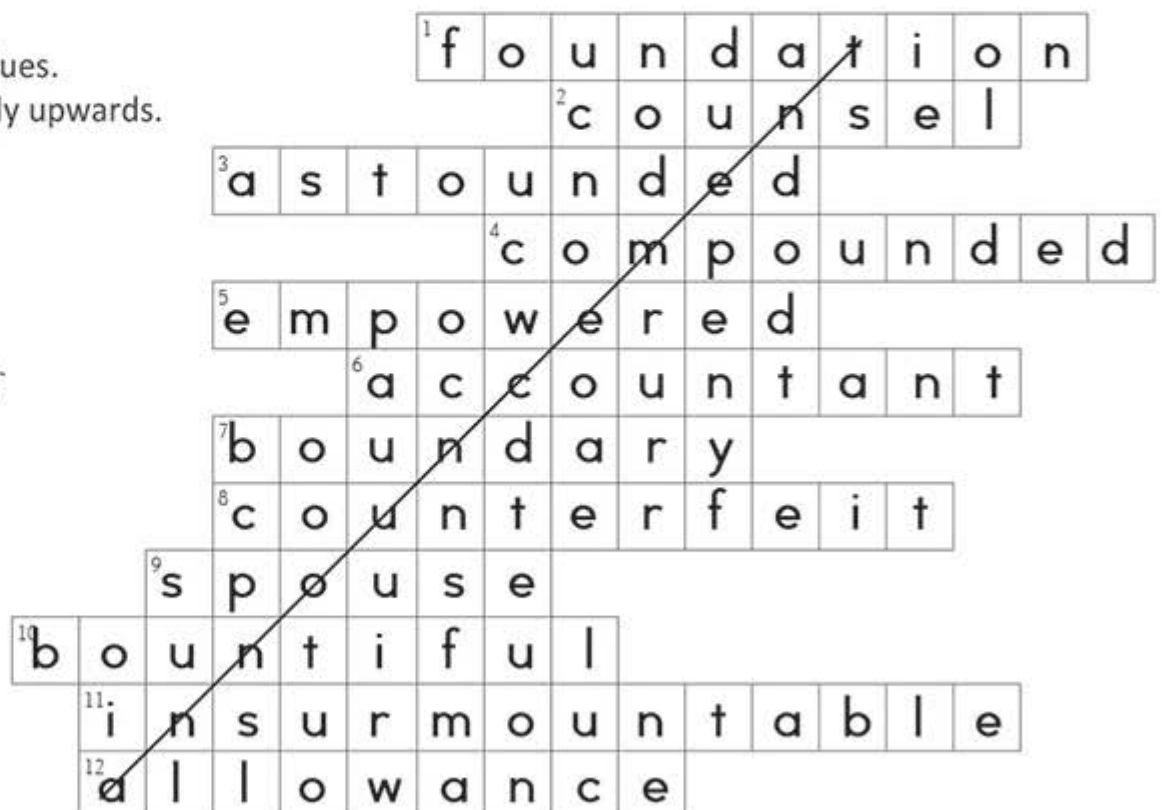 ues.
ly upwards.
1 foundation
2 counsel
3 astounded
4 compounded
5 empowered
6 accountant
7 boundary
8 counterfeit
9 spouse
10 bountiful
11 insurmountable
12 allowance